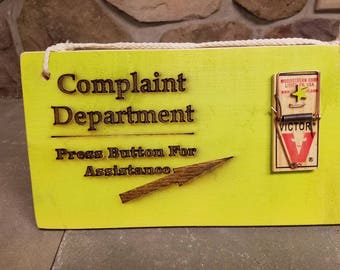 Complaint
Department
Press Button For
Assistance
VICTOR
V